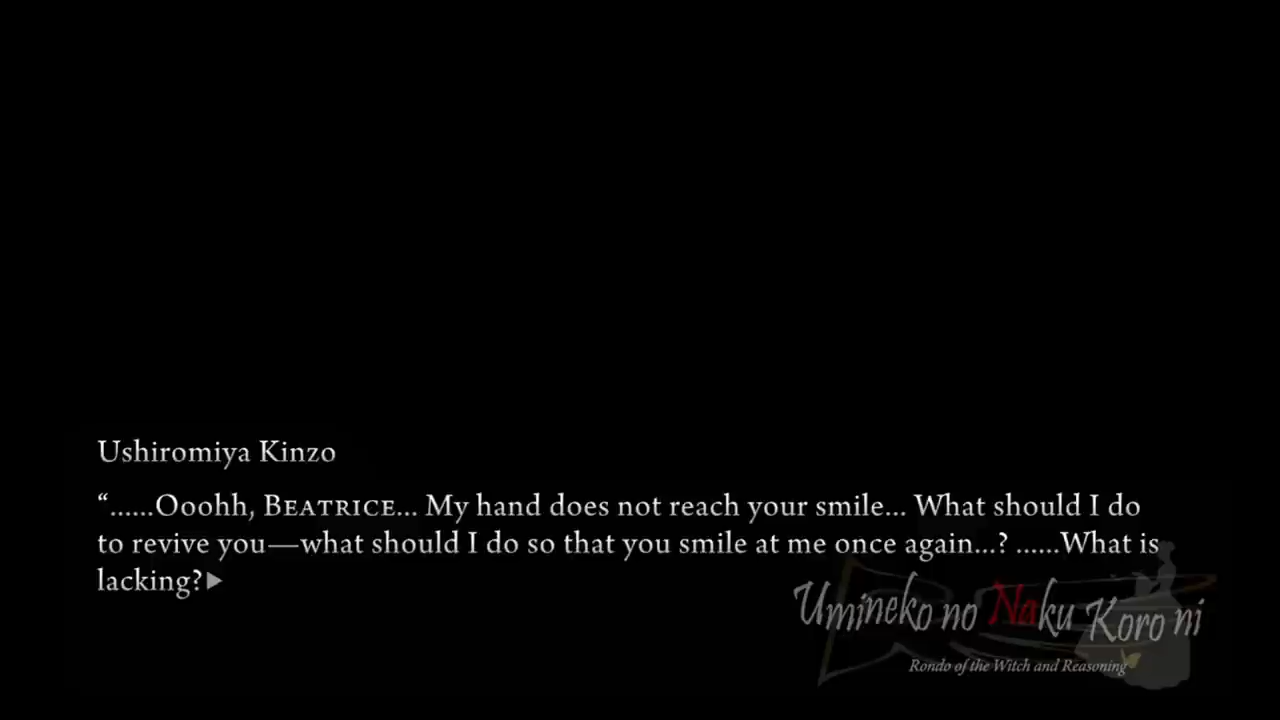 Ushiromiya Kinzo
“......Ooohh, BEATRICE... My hand does not reach your smile... What should I do
to revive you—what should I do so that you smile at me once again...? ......What is
lacking?
Umineko no Naku Koro ni
Rondo of the Witch and Reasoning